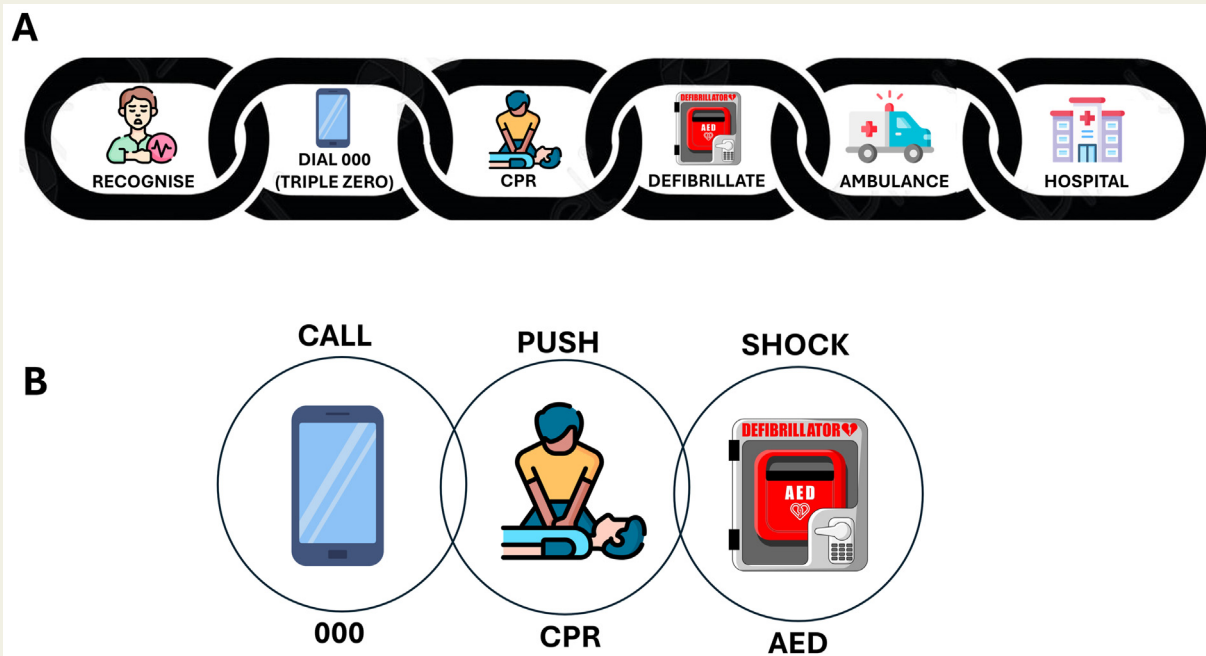 A
RECOGNISE
DIAL 000
(TRIPLE ZERO)
DEFIBRILLATOR
AED
CPR
DEFIBRILLATE
AMBULANCE
HOSPITAL
B
CALL
PUSH
SHOCK
DEFIBRILLATOR
AED
000
CPR
AED